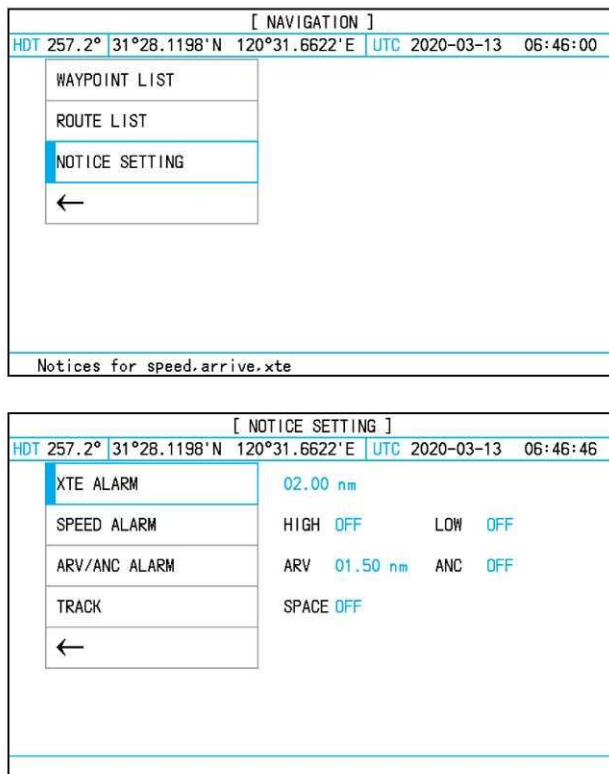 [ NAVIGATION ]
HDT 257.2° 31°28.1198'N 120°31.6622'E UTC 2020-03-13 06:46:00
WAYPOINT LIST
ROUTE LIST
NOTICE SETTING
←
Notices for speed,arrive,xte
[ NOTICE SETTING ]
HDT 257.2° 31°28.1198'N 120°31.6622'E UTC 2020-03-13 06:46:46
XTE ALARM 02.00 nm
SPEED ALARM HIGH OFF LOW OFF
ARV/ANC ALARM ARV 01.50 nm ANC OFF
TRACK SPACE OFF
←